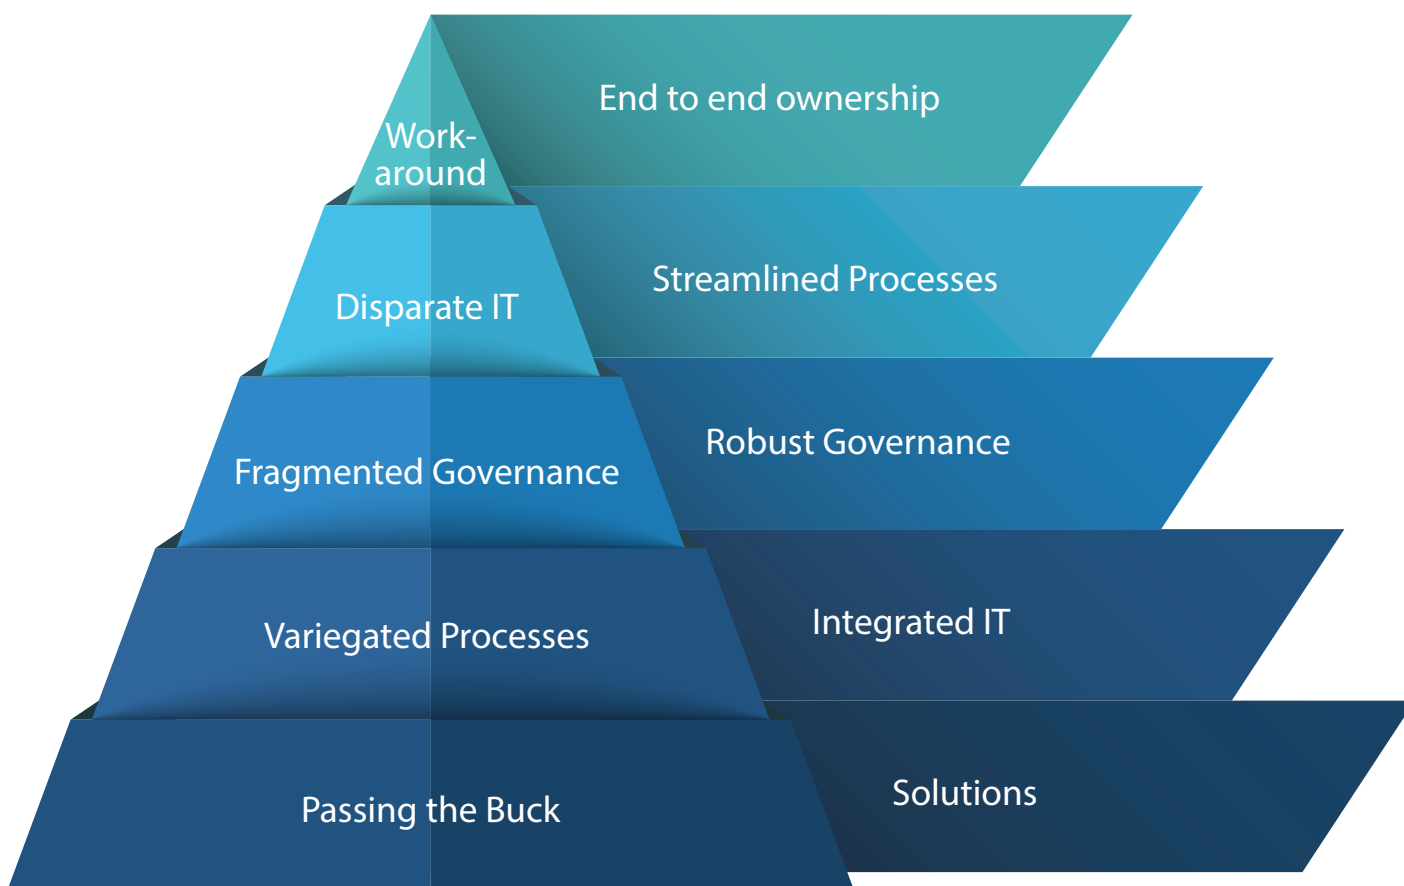 End to end ownership
Work-
around
Streamlined Processes
Disparate IT
Robust Governance
Fragmented Governance
Integrated IT
Variegated Processes
Solutions
Passing the Buck